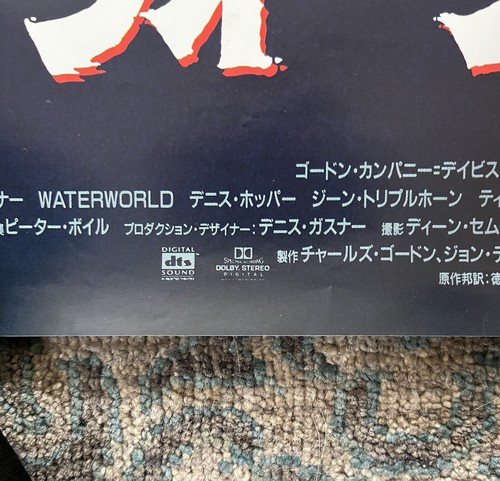 ゴードン・カンパニー=デイビス
ナー WATERWORLD デニス・ホッパー ジーン・トリプルホーン ティ
ピーター・ボイル プロダクション・デザイナー:デニス・ガスナー 撮影 ディーン・セム
DIGITAL
dts
SOUND
DOLBY STEREO
DIGITAL
製作 チャールズ・ゴードン、ジョン・デ
原作邦訳:徳